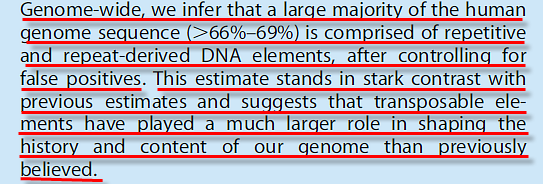 Genome-wide, we infer that a large majority of the human
genome sequence (>66%–69%) is comprised of repetitive
and repeat-derived DNA elements, after controlling for
false positives. This estimate stands in stark contrast with
previous estimates and suggests that transposable ele-
ments have played a much larger role in shaping the
history and content of our genome than previously
believed.